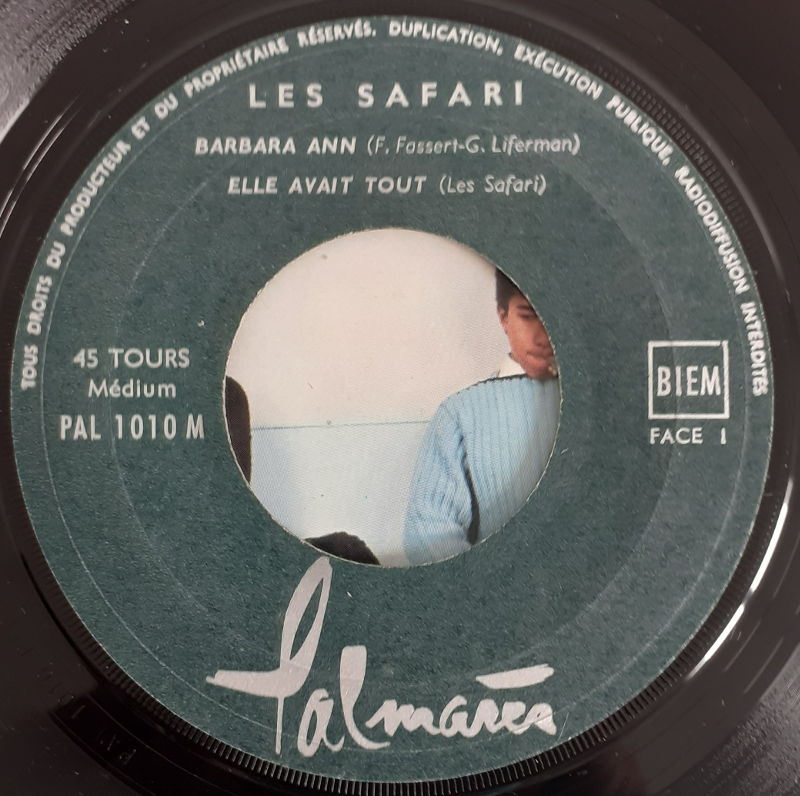 TOUS DROITS DU PRODUCTEUR ET DU PROPRIÉTAIRE RÉSERVÉS. DUPLICATION, EXÉCUTION PUBLIQUE, RADIODIFFUSION INTERDITES
LES SAFARI
BARBARA ANN (F. Fassert-G. Liferman)
ELLE AVAIT TOUT (Les Safari)
45 TOURS
Médium
PAL 1010 M
BIEM
FACE 1
Palmarès